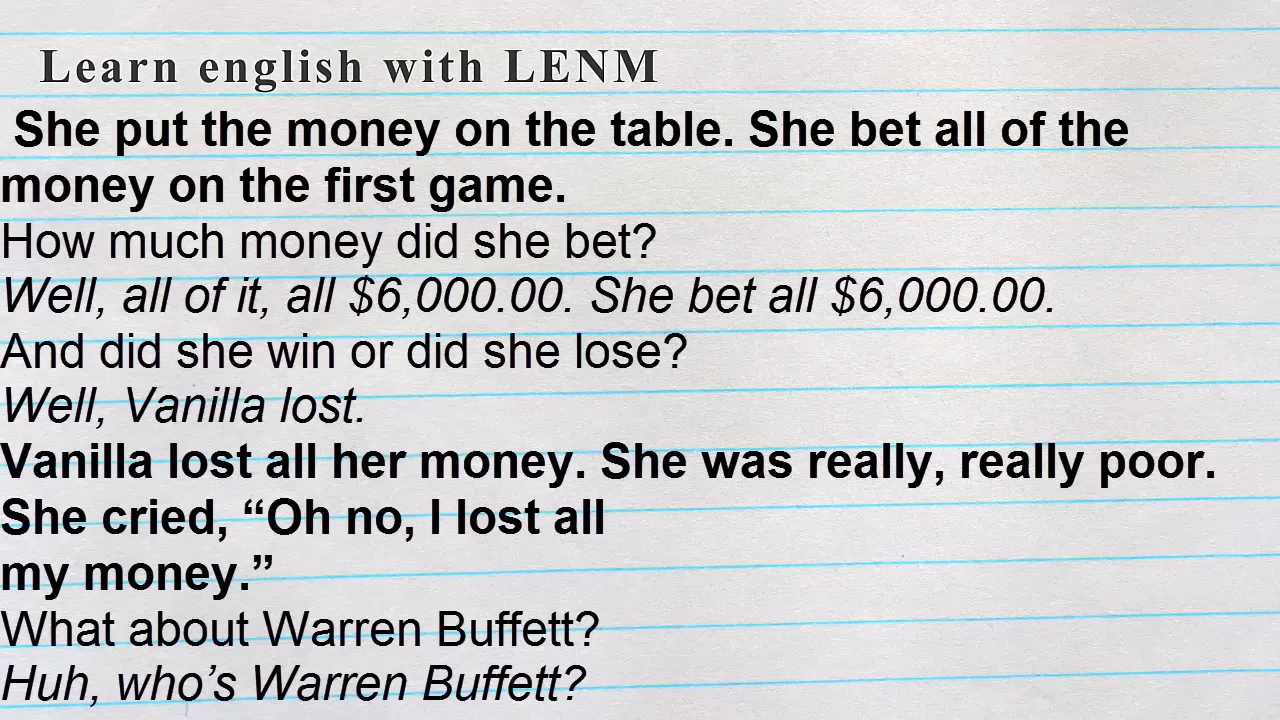 Learn english with LENM
She put the money on the table. She bet all of the
money on the first game.
How much money did she bet?
Well, all of it, all $6,000.00. She bet all $6,000.00.
And did she win or did she lose?
Well, Vanilla lost.
Vanilla lost all her money. She was really, really poor.
She cried, “Oh no, I lost all
my money.”
What about Warren Buffett?
Huh, who’s Warren Buffett?